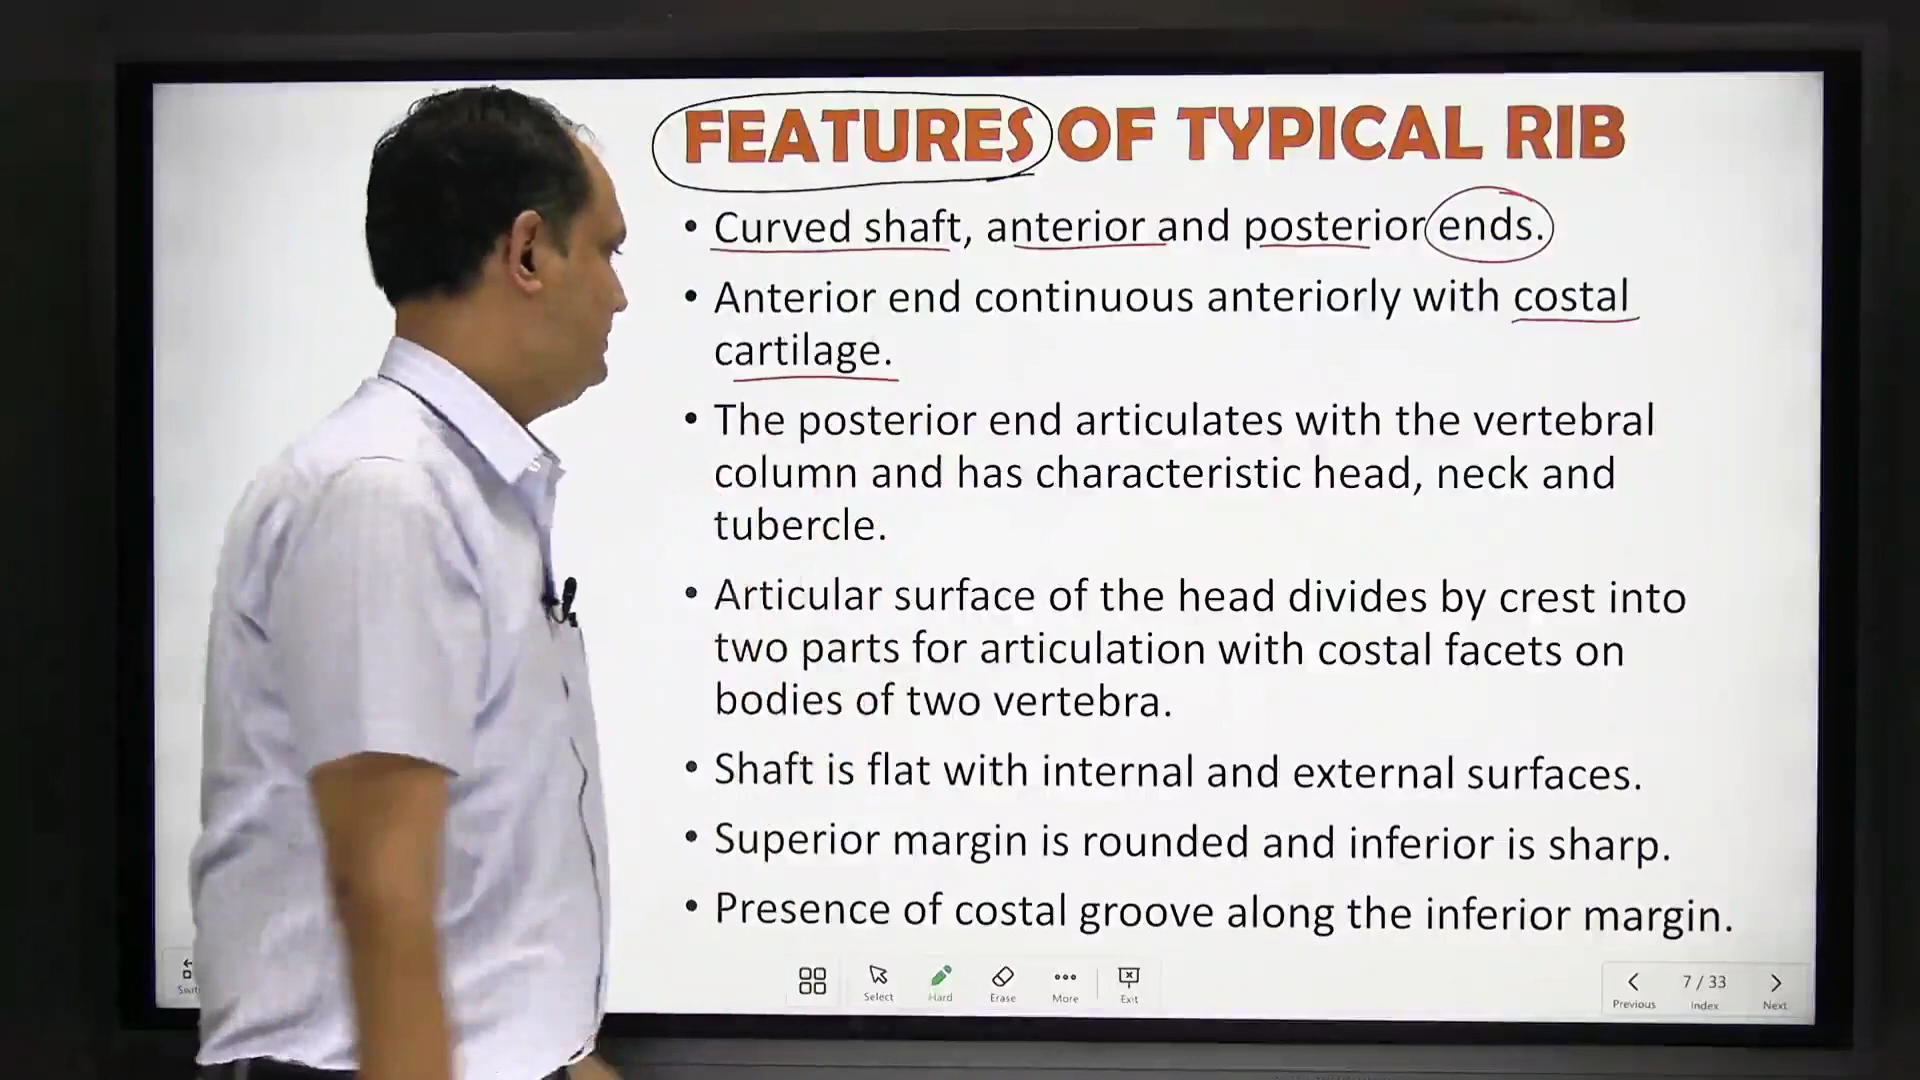 FEATURES OF TYPICAL RIB
• Curved shaft, anterior and posterior ends.
• Anterior end continuous anteriorly with costal
cartilage.
• The posterior end articulates with the vertebral
column and has characteristic head, neck and
tubercle.
• Articular surface of the head divides by crest into
two parts for articulation with costal facets on
bodies of two vertebra.
• Shaft is flat with internal and external surfaces.
• Superior margin is rounded and inferior is sharp.
• Presence of costal groove along the inferior margin.
Select Hard Erase More Exit
7 / 33
Previous Index Next